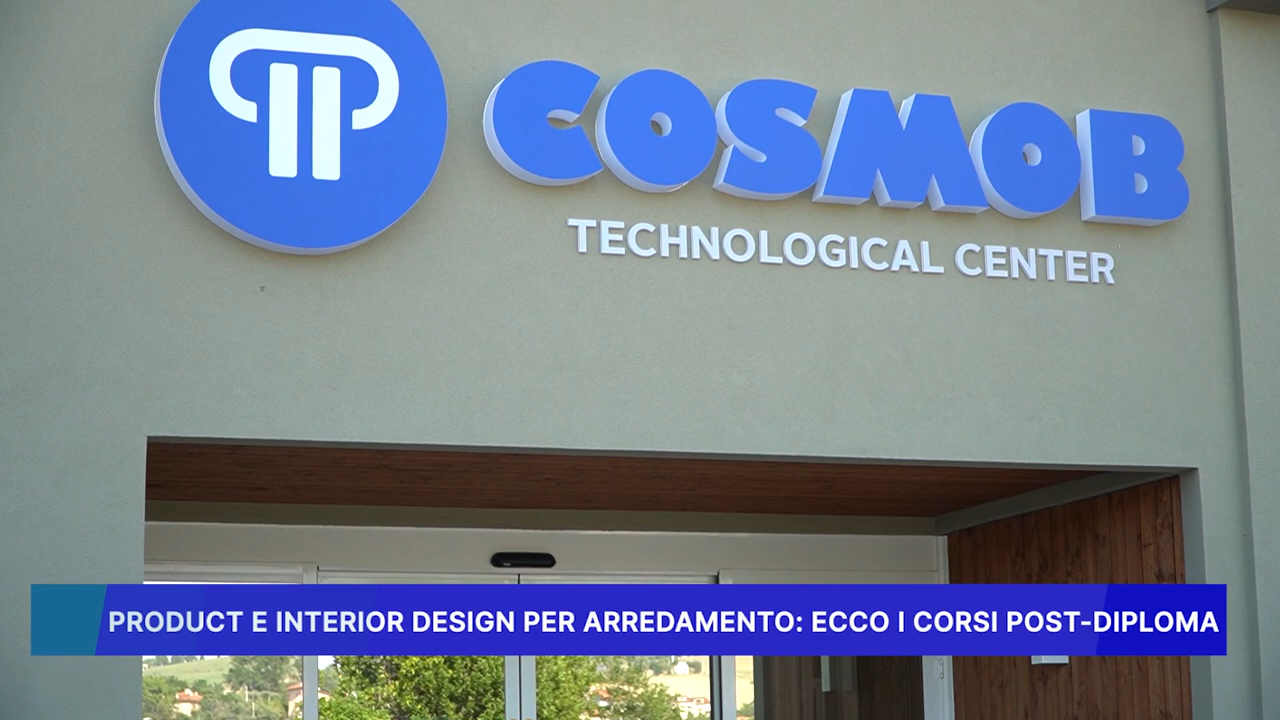 COSMOB
TECHNOLOGICAL CENTER
PRODUCT E INTERIOR DESIGN PER ARREDAMENTO: ECCO I CORSI POST-DIPLOMA